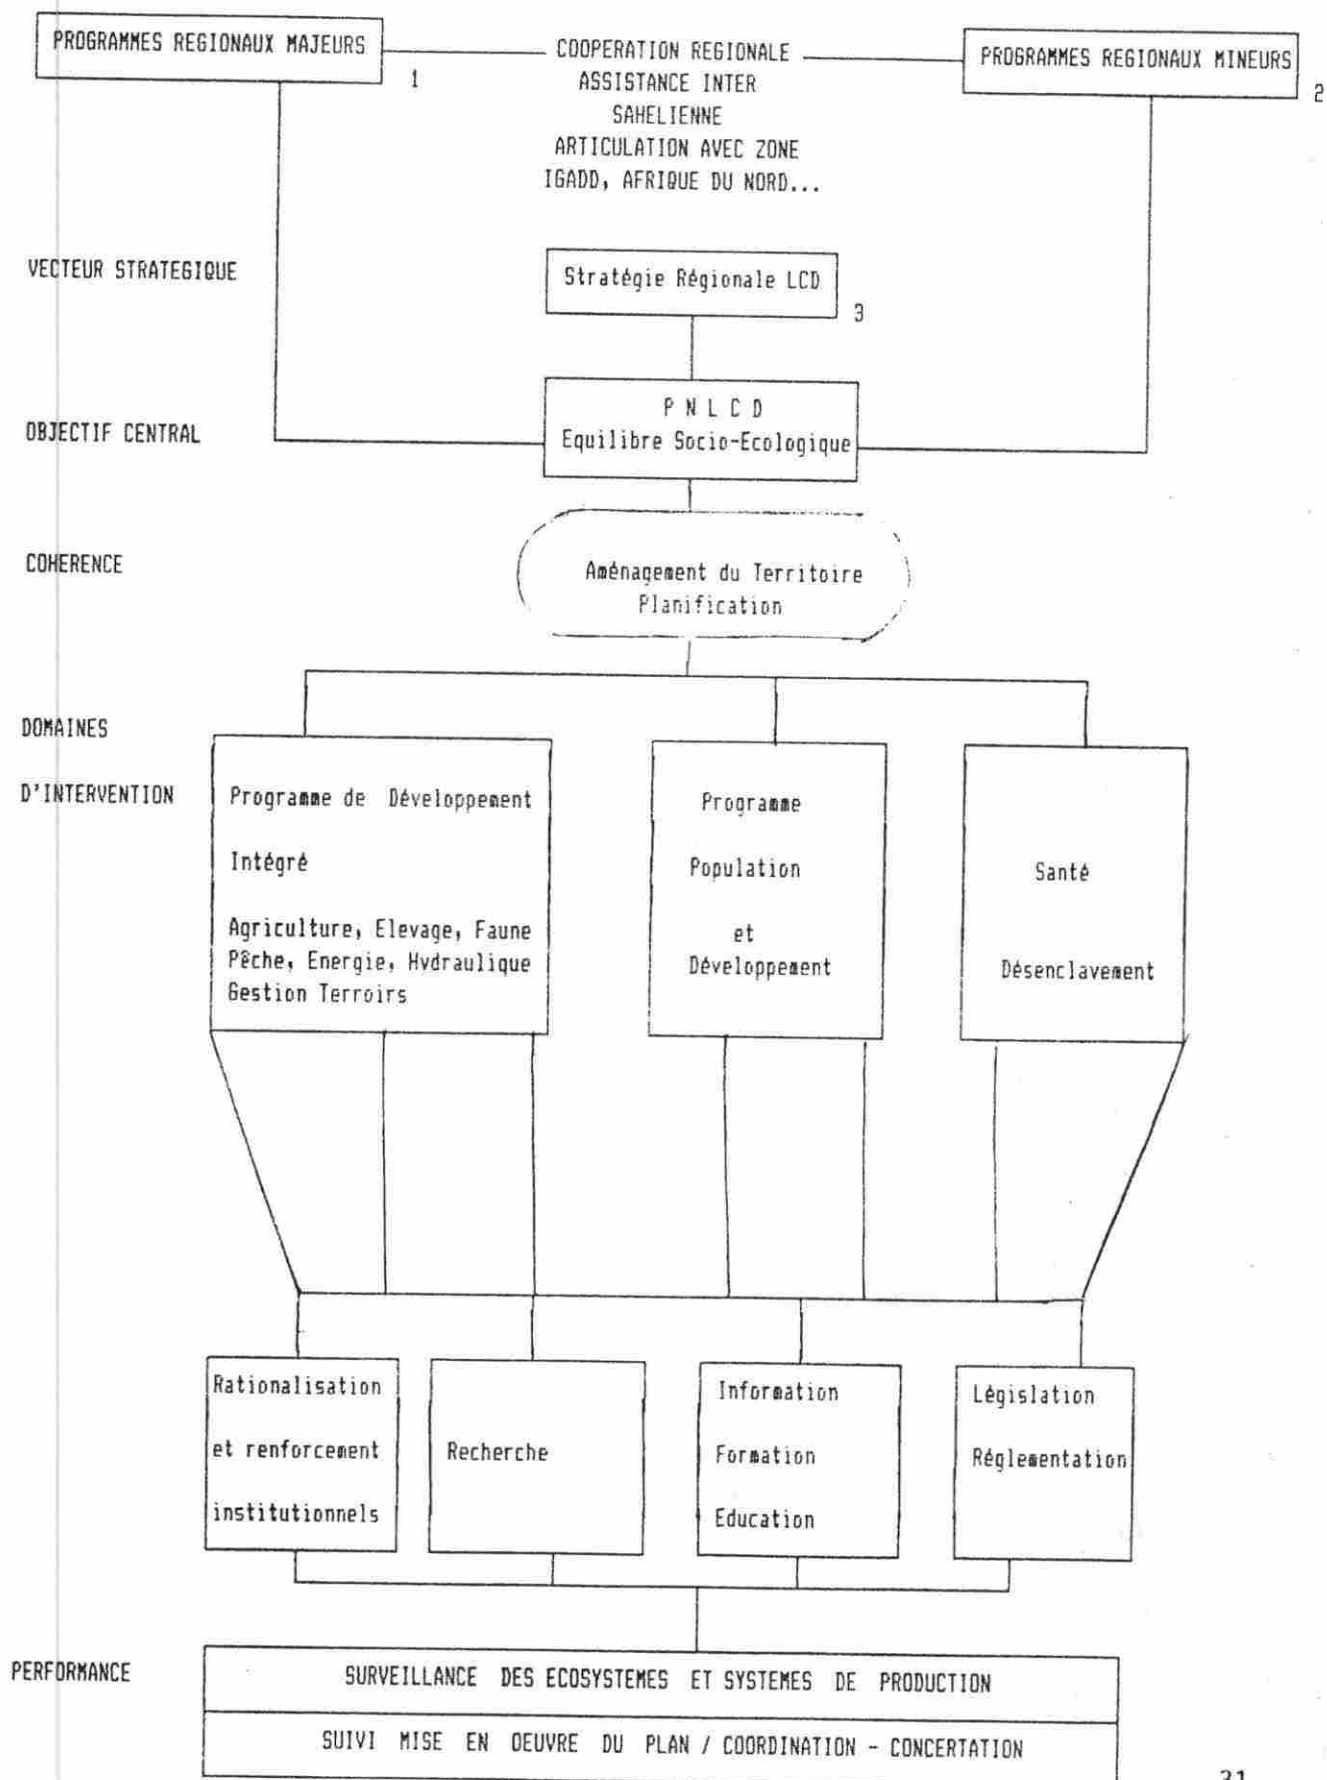 PROGRAMMES REGIONAUX MAJEURS
1
COOPERATION REGIONALE
ASSISTANCE INTER
SAHELIENNE
ARTICULATION AVEC ZONE
IGADD, AFRIQUE DU NORD...
PROGRAMMES REGIONAUX MINEURS
2
VECTEUR STRATEGIQUE
Stratégie Régionale LCD
3
OBJECTIF CENTRAL
P N L C D
Equilibre Socio-Ecologique
COHERENCE
Aménagement du Territoire
Planification
DOMAINES
D'INTERVENTION
Programme de Développement
Intégré
Agriculture, Elevage, Faune
Pêche, Energie, Hydraulique
Gestion Terroirs
Programme
Population
et
Développement
Santé
Désenclavement
Rationalisation
et renforcement
institutionnels
Recherche
Information
Formation
Education
Législation
Réglementation
PERFORMANCE
SURVEILLANCE DES ECOSYSTEMES ET SYSTEMES DE PRODUCTION
SUIVI MISE EN OEUVRE DU PLAN / COORDINATION - CONCERTATION
31